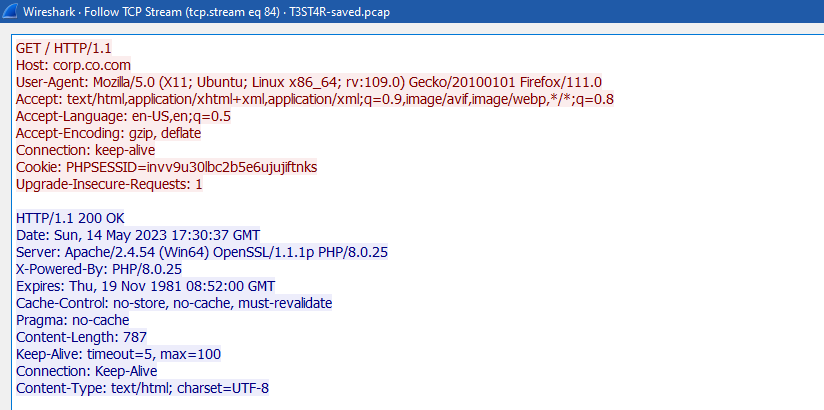 Wireshark · Follow TCP Stream (tcp.stream eq 84) · T3ST4R-saved.pcap
GET / HTTP/1.1
Host: corp.co.com
User-Agent: Mozilla/5.0 (X11; Ubuntu; Linux x86_64; rv:109.0) Gecko/20100101 Firefox/111.0
Accept: text/html,application/xhtml+xml,application/xml;q=0.9,image/avif,image/webp,*/*;q=0.8
Accept-Language: en-US,en;q=0.5
Accept-Encoding: gzip, deflate
Connection: keep-alive
Cookie: PHPSESSID=invv9u30lbc2b5e6ujujiftnks
Upgrade-Insecure-Requests: 1
HTTP/1.1 200 OK
Date: Sun, 14 May 2023 17:30:37 GMT
Server: Apache/2.4.54 (Win64) OpenSSL/1.1.1p PHP/8.0.25
X-Powered-By: PHP/8.0.25
Expires: Thu, 19 Nov 1981 08:52:00 GMT
Cache-Control: no-store, no-cache, must-revalidate
Pragma: no-cache
Content-Length: 787
Keep-Alive: timeout=5, max=100
Connection: Keep-Alive
Content-Type: text/html; charset=UTF-8